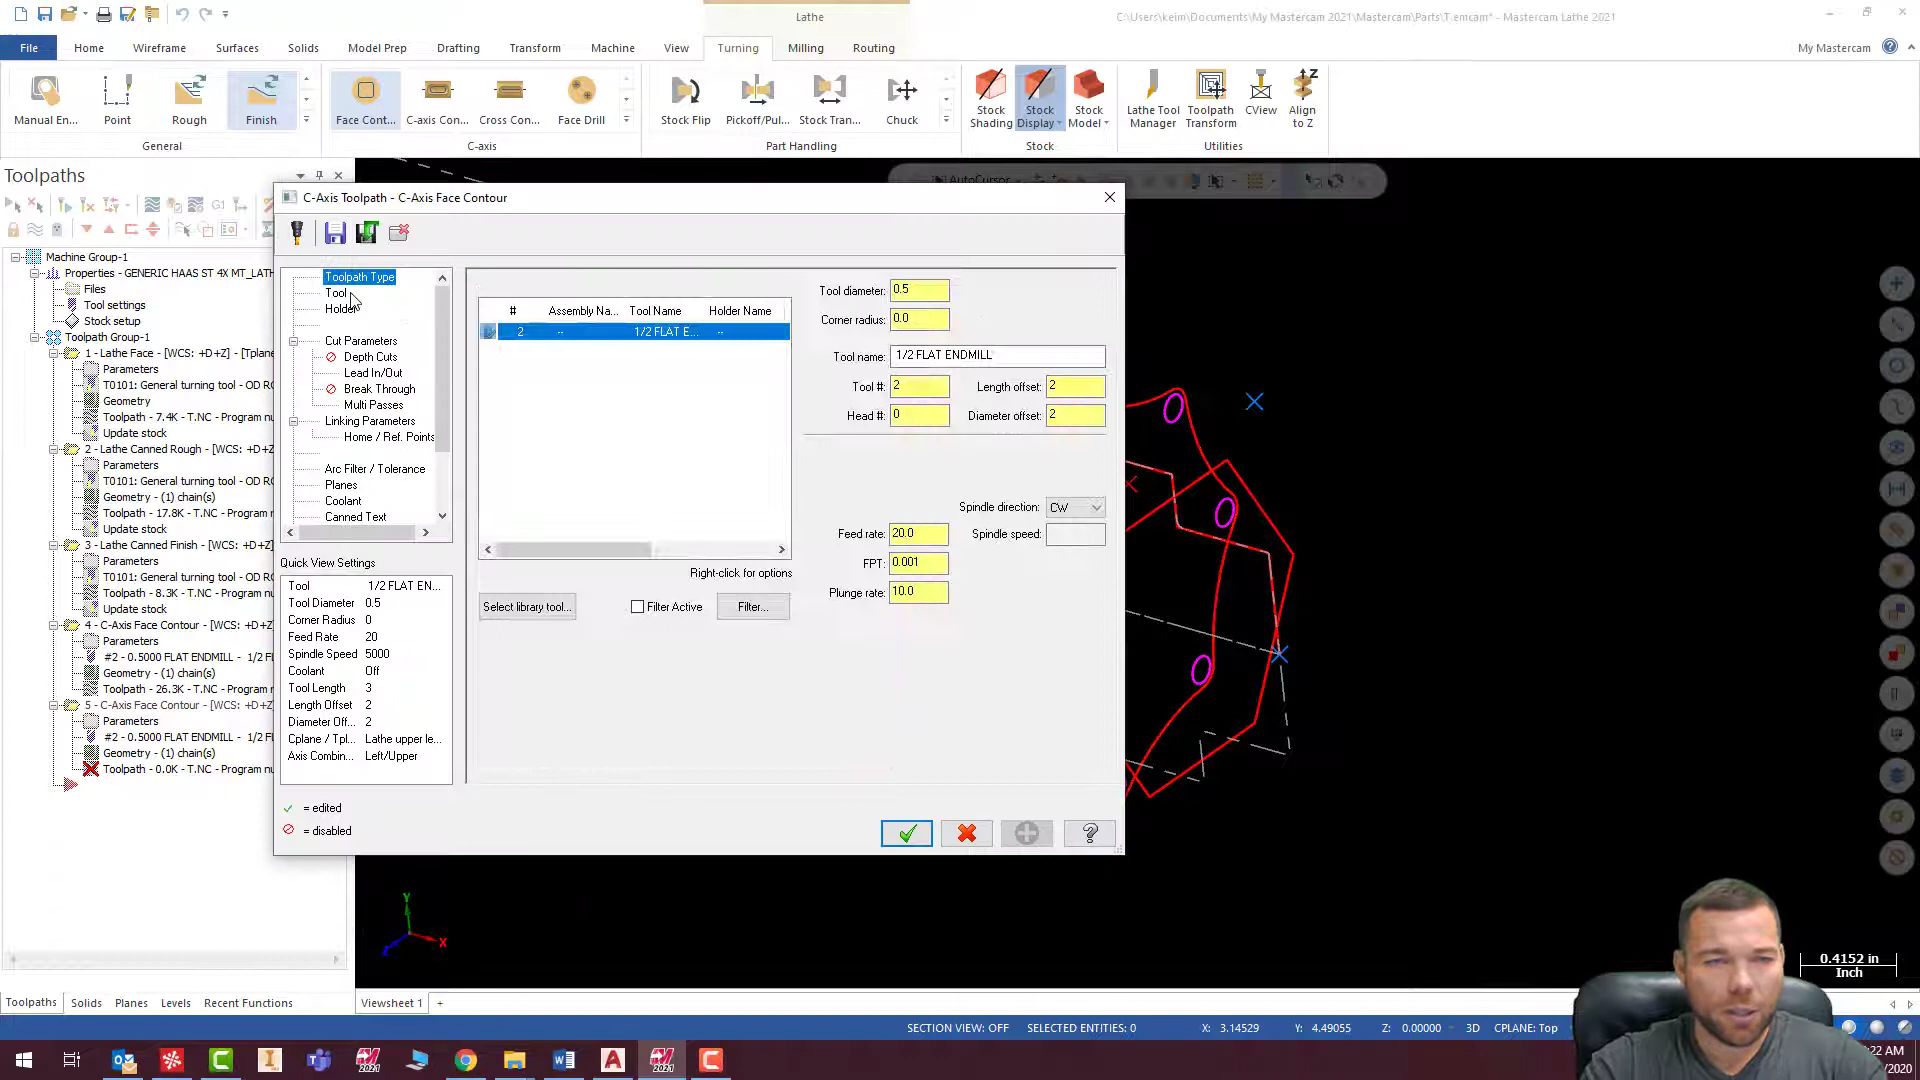 Lathe
C:\Users\keim\Documents\My Mastercam 2021\Mastercam\Parts\T.emcam* - Mastercam Lathe 2021
File Home Wireframe Surfaces Solids Model Prep Drafting Transform Machine View Turning Milling Routing My Mastercam
Manual En... Point Rough Finish Face Cont... C-axis Con... Cross Con... Face Drill Stock Flip Pickoff/Pul... Stock Tran... Chuck Stock Shading Stock Display Stock Model Lathe Tool Manager Toolpath Transform CView Align to Z
General C-axis Part Handling Stock Utilities
Toolpaths
G1
Machine Group-1
Properties - GENERIC HAAS ST 4X MT_LATH
Files
Tool settings
Stock setup
Toolpath Group-1
1 - Lathe Face - [WCS: +D+Z] - [Tplane
Parameters
T0101: General turning tool - OD RO
Geometry
Toolpath - 7.4K - T.NC - Program nu
Update stock
2 - Lathe Canned Rough - [WCS: +D+Z
Parameters
T0101: General turning tool - OD RO
Geometry - (1) chain(s)
Toolpath - 17.8K - T.NC - Program n
Update stock
3 - Lathe Canned Finish - [WCS: +D+Z]
Parameters
T0101: General turning tool - OD RO
Toolpath - 8.3K - T.NC - Program nu
Update stock
4 - C-Axis Face Contour - [WCS: +D+Z
Parameters
#2 - 0.5000 FLAT ENDMILL - 1/2 F
Geometry - (1) chain(s)
Toolpath - 26.3K - T.NC - Program n
5 - C-Axis Face Contour - [WCS: +D+Z
Parameters
#2 - 0.5000 FLAT ENDMILL - 1/2 F
Geometry - (1) chain(s)
Toolpath - 0.0K - T.NC - Program nu
Toolpaths Solids Planes Levels Recent Functions
AutoCursor
C-Axis Toolpath - C-Axis Face Contour
Toolpath Type
Tool
Holder
Cut Parameters
Depth Cuts
Lead In/Out
Break Through
Multi Passes
Linking Parameters
Home / Ref. Points
Arc Filter / Tolerance
Planes
Coolant
Canned Text
Quick View Settings
Tool 1/2 FLAT EN...
Tool Diameter 0.5
Corner Radius 0
Feed Rate 20
Spindle Speed 5000
Coolant Off
Tool Length 3
Length Offset 2
Diameter Off... 2
Cplane / Tpl... Lathe upper le...
Axis Combin... Left/Upper
= edited
= disabled
# Assembly Na... Tool Name Holder Name
2 -- 1/2 FLAT E... --
Right-click for options
Select library tool... Filter Active Filter...
Tool diameter: 0.5
Corner radius: 0.0
Tool name: 1/2 FLAT ENDMILL
Tool #: 2 Length offset: 2
Head #: 0 Diameter offset: 2
Spindle direction: CW
Feed rate: 20.0 Spindle speed:
FPT: 0.001
Plunge rate: 10.0
Y
X
0.4152 in
Inch
Viewsheet 1 +
SECTION VIEW: OFF SELECTED ENTITIES: 0 X: 3.14529 Y: 4.49055 Z: 0.00000 3D CPLANE: Top
2021 2021
:22 AM
/2020